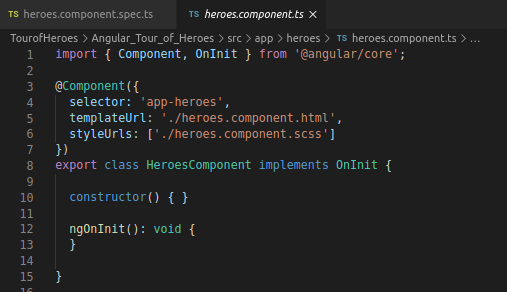 TS heroes.component.spec.ts TS heroes.component.ts ×
TourofHeroes > Angular_Tour_of_Heroes > src > app > heroes > TS heroes.component.ts > ...
1 import { Component, OnInit } from '@angular/core';
2
3 @Component({
4   selector: 'app-heroes',
5   templateUrl: './heroes.component.html',
6   styleUrls: ['./heroes.component.scss']
7 })
8 export class HeroesComponent implements OnInit {
9
10   constructor() { }
11
12   ngOnInit(): void {
13   }
14
15 }
16